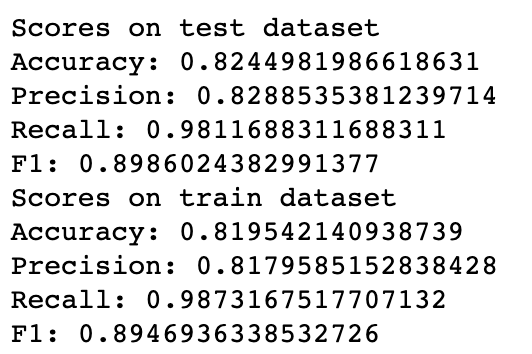 Scores on test dataset
Accuracy: 0.8244981986618631
Precision: 0.8288535381239714
Recall: 0.9811688311688311
F1: 0.8986024382991377
Scores on train dataset
Accuracy: 0.819542140938739
Precision: 0.8179585152838428
Recall: 0.9873167517707132
F1: 0.8946936338532726